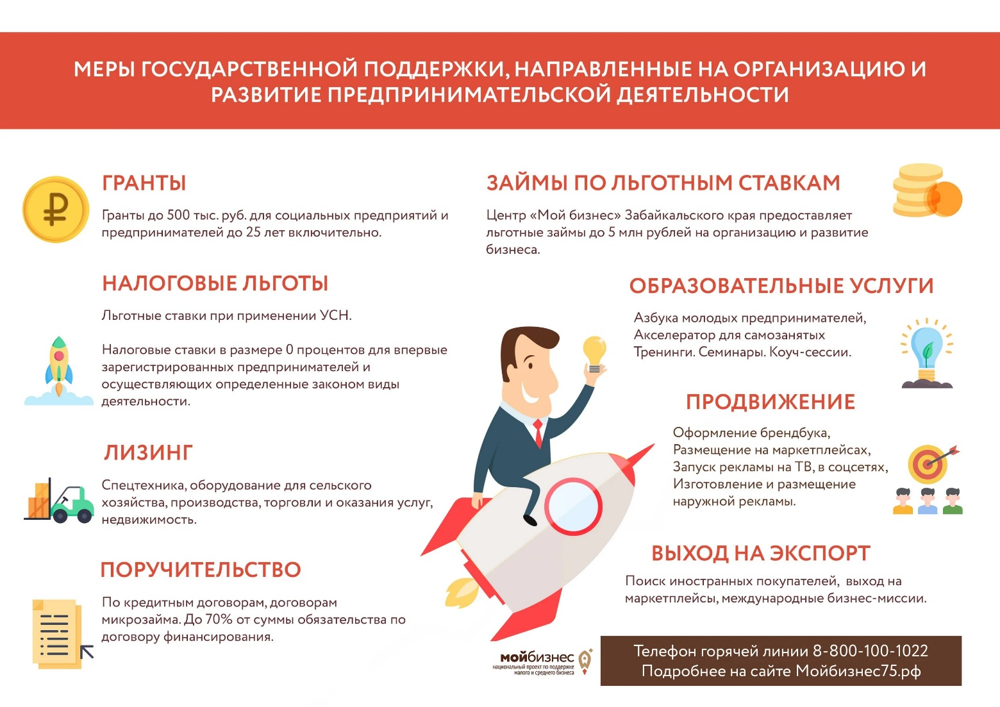 МЕРЫ ГОСУДАРСТВЕННОЙ ПОДДЕРЖКИ, НАПРАВЛЕННЫЕ НА ОРГАНИЗАЦИЮ И
РАЗВИТИЕ ПРЕДПРИНИМАТЕЛЬСКОЙ ДЕЯТЕЛЬНОСТИ
ГРАНТЫ
Гранты до 500 тыс. руб. для социальных предприятий и
предпринимателей до 25 лет включительно.
НАЛОГОВЫЕ ЛЬГОТЫ
Льготные ставки при применении УСН.
Налоговые ставки в размере 0 процентов для впервые
зарегистрированных предпринимателей и
осуществляющих определенные законом виды
деятельности.
ЛИЗИНГ
Спецтехника, оборудование для сельского
хозяйства, производства, торговли и оказания услуг,
недвижимость.
ПОРУЧИТЕЛЬСТВО
По кредитным договорам, договорам
микрозайма. До 70% от суммы обязательства по
договору финансирования.
ЗАЙМЫ ПО ЛЬГОТНЫМ СТАВКАМ
Центр «Мой бизнес» Забайкальского края предоставляет
льготные займы до 5 млн рублей на организацию и развитие
бизнеса.
ОБРАЗОВАТЕЛЬНЫЕ УСЛУГИ
Азбука молодых предпринимателей,
Акселератор для самозанятых
Тренинги. Семинары. Коуч-сессии.
ПРОДВИЖЕНИЕ
Оформление брендбука,
Размещение на маркетплейсах,
Запуск рекламы на ТВ, в соцсетях,
Изготовление и размещение
наружной рекламы.
ВЫХОД НА ЭКСПОРТ
Поиск иностранных покупателей, выход на
маркетплейсы, международные бизнес-миссии.
мойбизнес
национальный проект по поддержке
малого и среднего бизнеса
Телефон горячей линии 8-800-100-1022
Подробнее на сайте Мойбизнес75.рф